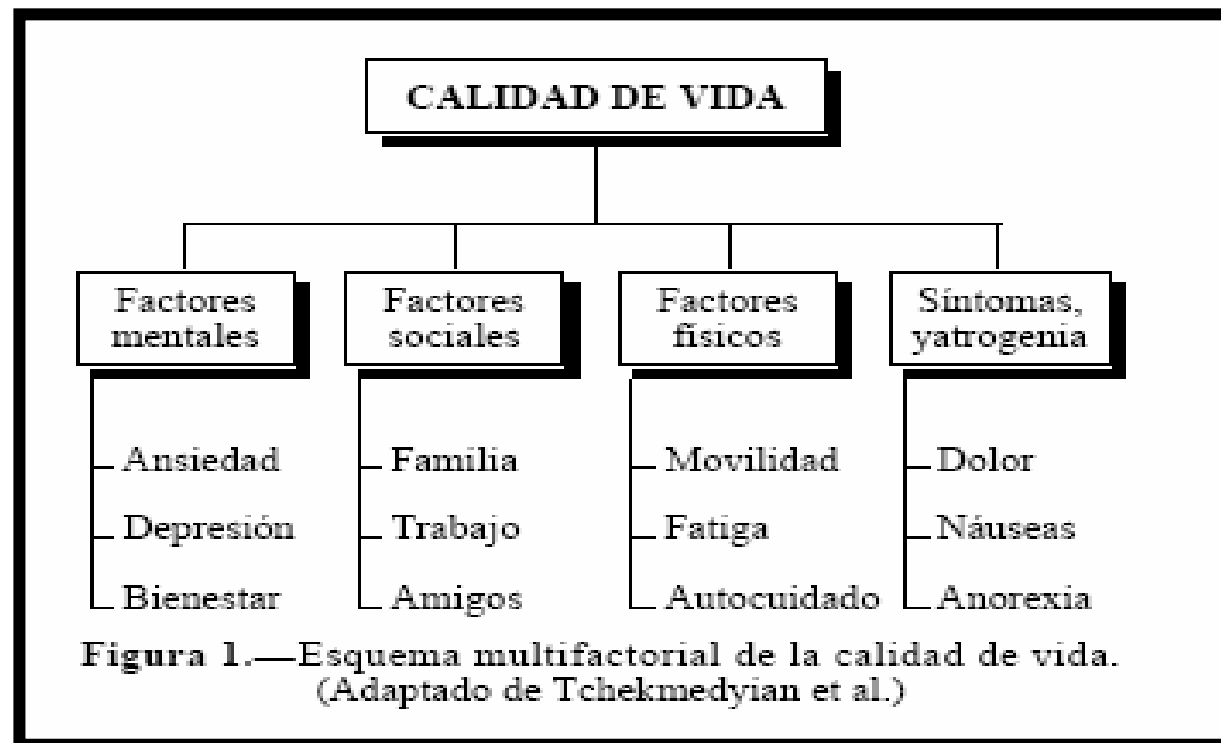 CALIDAD DE VIDA
Factores
mentales
Factores
sociales
Factores
físicos
Síntomas,
yatrogenia
Ansiedad
Depresión
Bienestar
Familia
Trabajo
Amigos
Movilidad
Fatiga
Autocuidado
Dolor
Náuseas
Anorexia
Figura 1.—Esquema multifactorial de la calidad de vida.
(Adaptado de Tchekmedyian et al.)